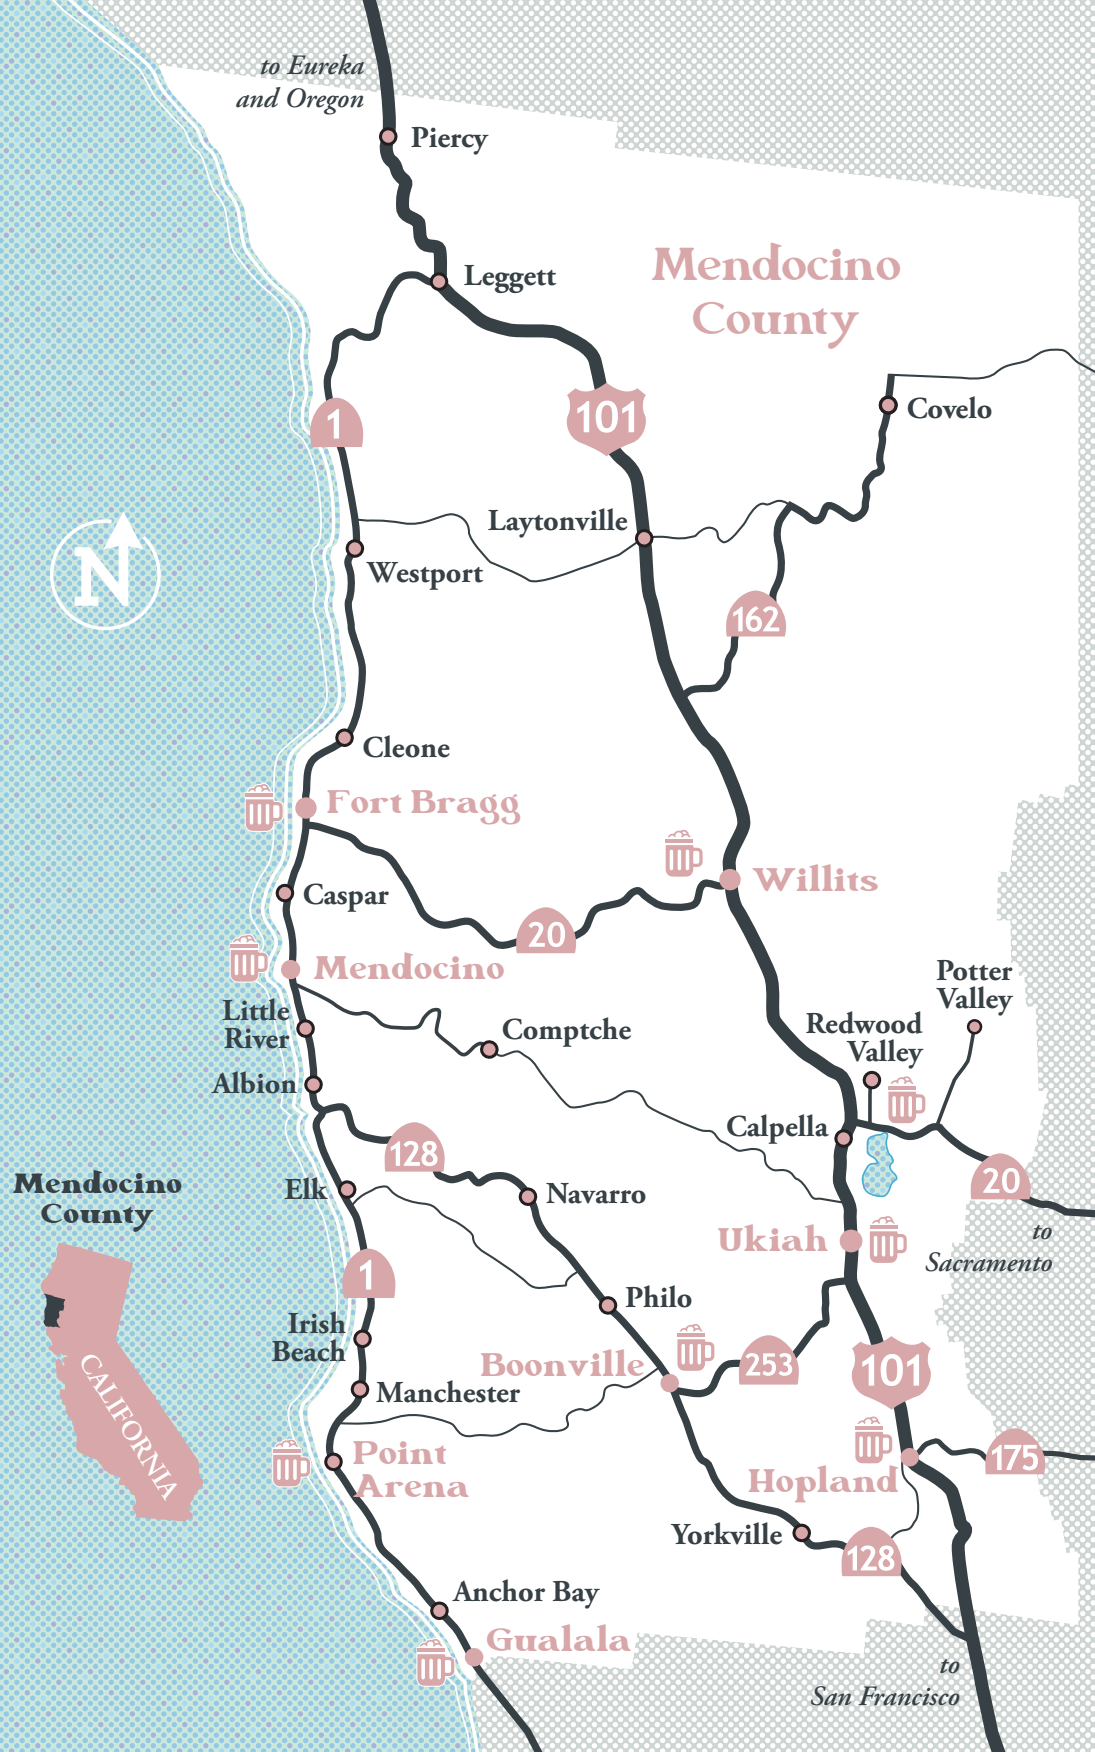 to Eureka
and Oregon
Piercy
Leggett
Mendocino
County
1
101
Covelo
Laytonville
Westport
N
162
Cleone
Fort Bragg
Willits
Caspar
20
Mendocino
Potter
Valley
Little
River
Redwood
Valley
Comptche
Albion
Calpella
128
20
Mendocino
County
Elk
Navarro
Ukiah
to
Sacramento
1
Philo
Irish
Beach
Boonville
253
101
CALIFORNIA
Manchester
Point
Arena
175
Hopland
Yorkville
128
Anchor Bay
Gualala
to
San Francisco